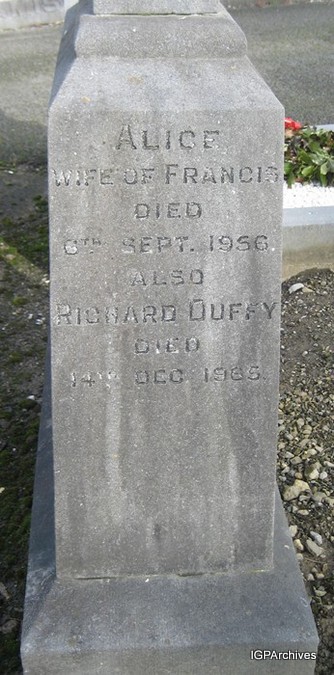 ALICE
WIFE OF FRANCIS
DIED
6TH SEPT. 1956.
ALSO
RICHARD DUFFY
DIED
14TH DEC 1965.
IGPArchives